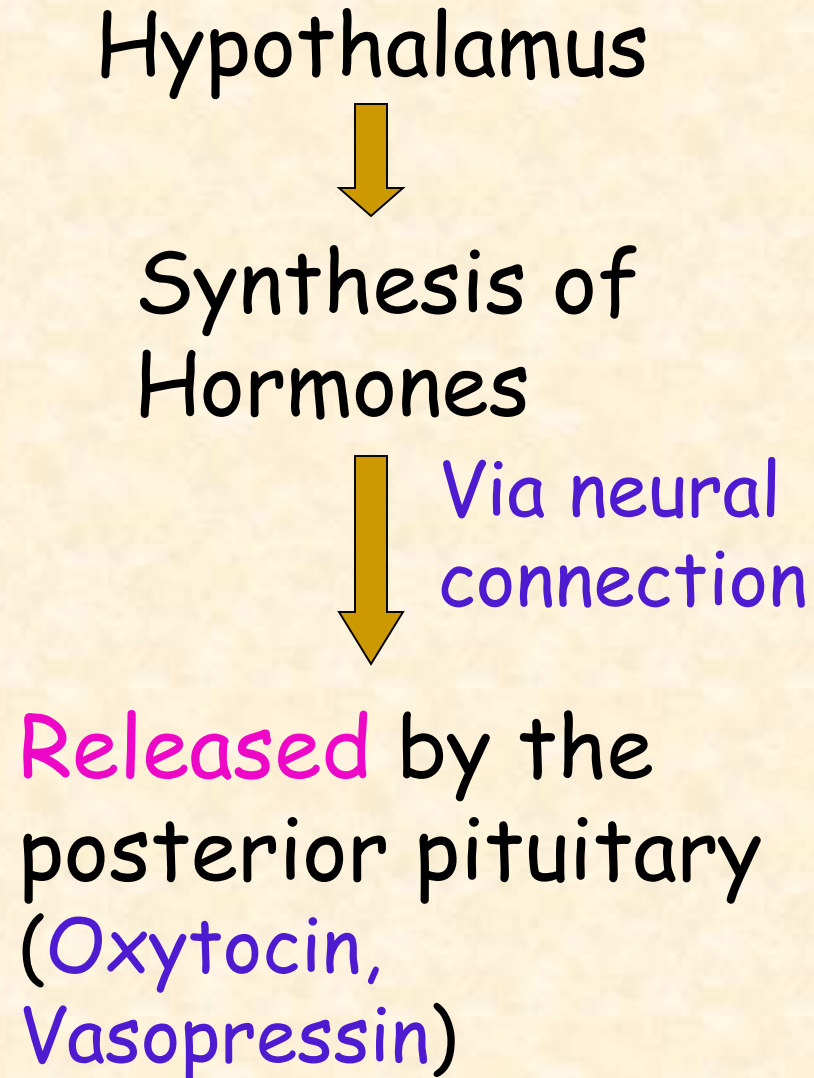 Hypothalamus
Synthesis of
Hormones
Via neural
connection
Released by the
posterior pituitary
(Oxytocin,
Vasopressin)